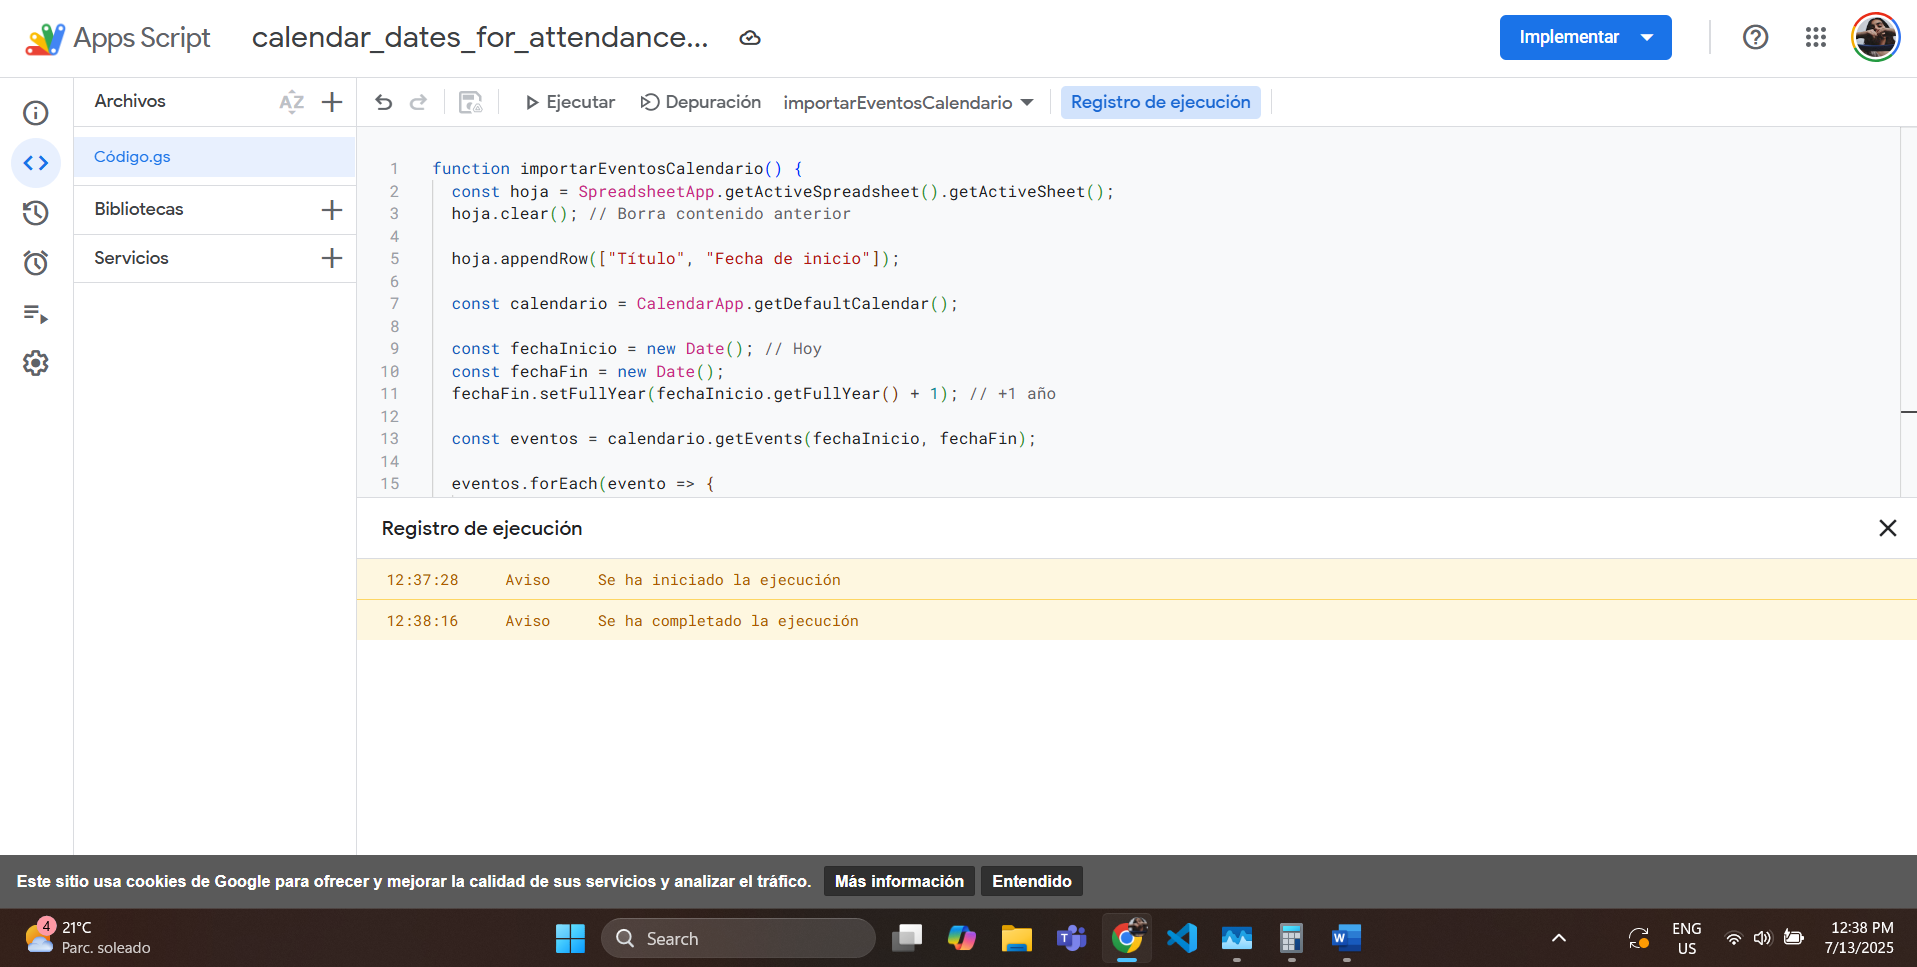 Apps Script
calendar_dates_for_attendance...
Implementar
Archivos
AZ
Ejecutar
Depuración
importarEventosCalendario
Registro de ejecución
Código.gs
Bibliotecas
Servicios
1 function importarEventosCalendario() {
2 const hoja = SpreadsheetApp.getActiveSpreadsheet().getActiveSheet();
3 hoja.clear(); // Borra contenido anterior
4
5 hoja.appendRow(["Título", "Fecha de inicio"]);
6
7 const calendario = CalendarApp.getDefaultCalendar();
8
9 const fechaInicio = new Date(); // Hoy
10 const fechaFin = new Date();
11 fechaFin.setFullYear(fechaInicio.getFullYear() + 1); // +1 año
12
13 const eventos = calendario.getEvents(fechaInicio, fechaFin);
14
15 eventos.forEach(evento => {
Registro de ejecución
12:37:28 Aviso Se ha iniciado la ejecución
12:38:16 Aviso Se ha completado la ejecución
Este sitio usa cookies de Google para ofrecer y mejorar la calidad de sus servicios y analizar el tráfico. Más información Entendido
4
21°C
Parc. soleado
Search
T
W
ENG
US
12:38 PM
7/13/2025